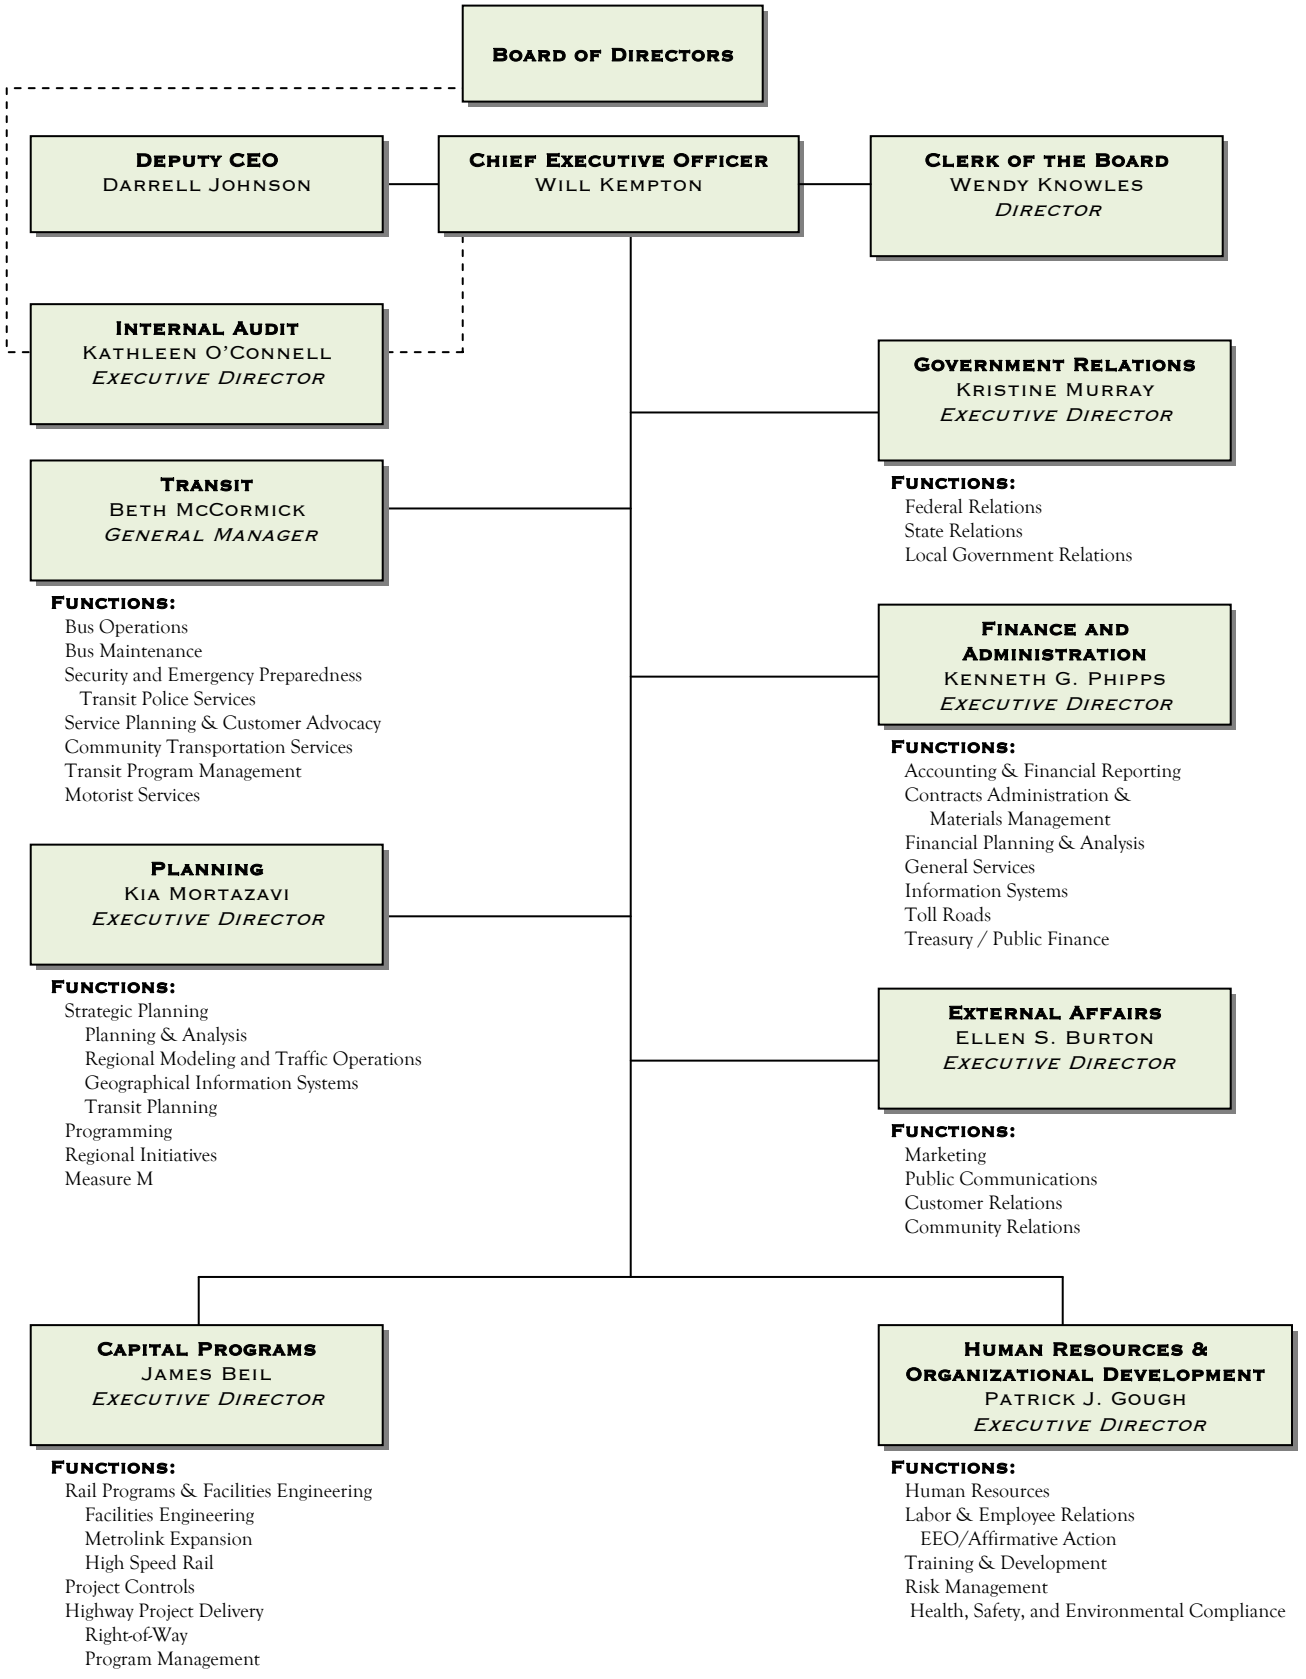 BOARD OF DIRECTORS
DEPUTY CEO
DARRELL JOHNSON
CHIEF EXECUTIVE OFFICER
WILL KEMPTON
CLERK OF THE BOARD
WENDY KNOWLES
DIRECTOR
INTERNAL AUDIT
KATHLEEN O'CONNELL
EXECUTIVE DIRECTOR
GOVERNMENT RELATIONS
KRISTINE MURRAY
EXECUTIVE DIRECTOR
FUNCTIONS:
Federal Relations
State Relations
Local Government Relations
TRANSIT
BETH MCCORMICK
GENERAL MANAGER
FUNCTIONS:
Bus Operations
Bus Maintenance
Security and Emergency Preparedness
Transit Police Services
Service Planning & Customer Advocacy
Community Transportation Services
Transit Program Management
Motorist Services
FINANCE AND
ADMINISTRATION
KENNETH G. PHIPPS
EXECUTIVE DIRECTOR
FUNCTIONS:
Accounting & Financial Reporting
Contracts Administration &
Materials Management
Financial Planning & Analysis
General Services
Information Systems
Toll Roads
Treasury / Public Finance
PLANNING
KIA MORTAZAVI
EXECUTIVE DIRECTOR
FUNCTIONS:
Strategic Planning
Planning & Analysis
Regional Modeling and Traffic Operations
Geographical Information Systems
Transit Planning
Programming
Regional Initiatives
Measure M
EXTERNAL AFFAIRS
ELLEN S. BURTON
EXECUTIVE DIRECTOR
FUNCTIONS:
Marketing
Public Communications
Customer Relations
Community Relations
CAPITAL PROGRAMS
JAMES BEIL
EXECUTIVE DIRECTOR
FUNCTIONS:
Rail Programs & Facilities Engineering
Facilities Engineering
Metrolink Expansion
High Speed Rail
Project Controls
Highway Project Delivery
Right-of-Way
Program Management
HUMAN RESOURCES &
ORGANIZATIONAL DEVELOPMENT
PATRICK J. GOUGH
EXECUTIVE DIRECTOR
FUNCTIONS:
Human Resources
Labor & Employee Relations
EEO/Affirmative Action
Training & Development
Risk Management
Health, Safety, and Environmental Compliance